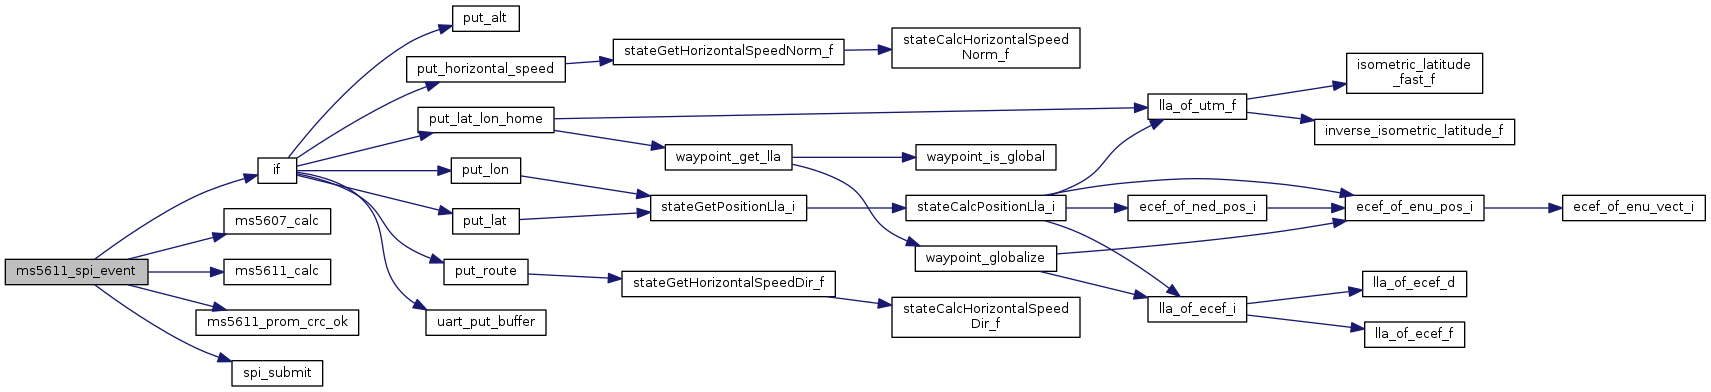 put_alt
put_horizontal_speed
stateGetHorizontalSpeedNorm_f
stateCalcHorizontalSpeed
Norm_f
isometric_latitude
_fast_f
put_lat_lon_home
lla_of_utm_f
inverse_isometric_latitude_f
if
put_lon
waypoint_get_lla
waypoint_is_global
put_lat
stateGetPositionLla_i
stateCalcPositionLla_i
ecef_of_ned_pos_i
ecef_of_enu_pos_i
ecef_of_enu_vect_i
ms5611_spi_event
ms5607_calc
ms5611_calc
ms5611_prom_crc_ok
spi_submit
put_route
uart_put_buffer
stateGetHorizontalSpeedDir_f
waypoint_globalize
stateCalcHorizontalSpeed
Dir_f
lla_of_ecef_i
lla_of_ecef_d
lla_of_ecef_f